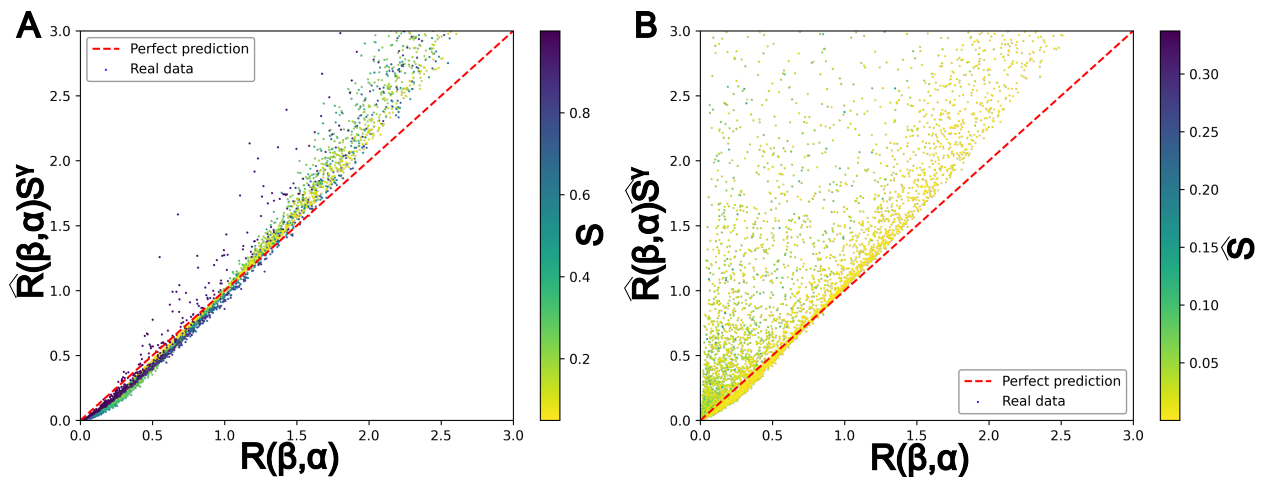 A
3.0
2.5
2.0
1.5
1.0
0.5
0.0
0.0 0.5 1.0 1.5 2.0 2.5 3.0
R̂(β,α)Sᵞ
R(β,α)
Perfect prediction
Real data
0.8
0.6
0.4
0.2
S
B
3.0
2.5
2.0
1.5
1.0
0.5
0.0
0.0 0.5 1.0 1.5 2.0 2.5 3.0
R̂(β,α)Ŝᵞ
R(β,α)
Perfect prediction
Real data
0.30
0.25
0.20
0.15
0.10
0.05
Ŝ